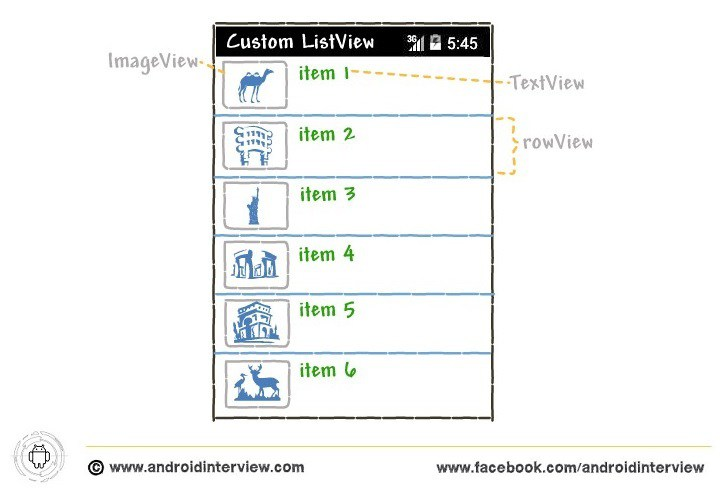 Custom ListView 3G 5:45
ImageView
item 1
TextView
item 2
rowView
item 3
item 4
item 5
item 6
© www.androidinterview.com
www.facebook.com/androidinterview